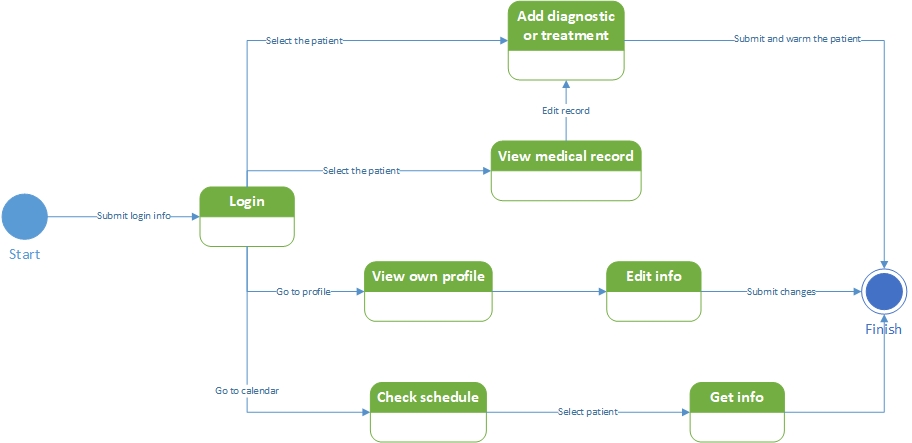 Add diagnostic
or treatment
Select the patient
Submit and warm the patient
Edit record
View medical record
Select the patient
Login
Submit login info
Start
View own profile
Edit info
Go to profile
Submit changes
Finish
Go to calendar
Check schedule
Get info
Select patient